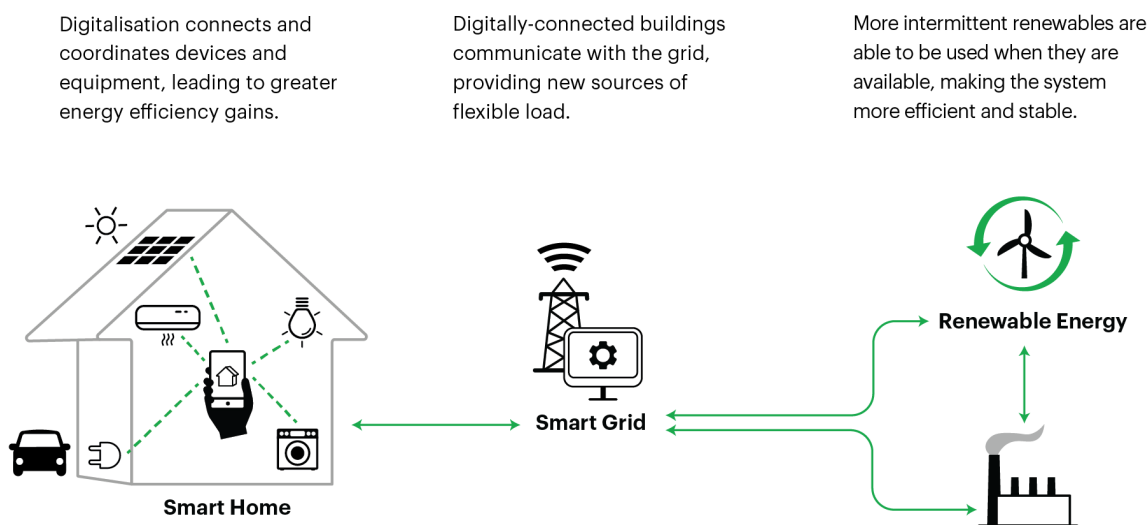 Digitalisation connects and
coordinates devices and
equipment, leading to greater
energy efficiency gains.
Digitally-connected buildings
communicate with the grid,
providing new sources of
flexible load.
More intermittent renewables are
able to be used when they are
available, making the system
more efficient and stable.
Renewable Energy
Smart Grid
Smart Home